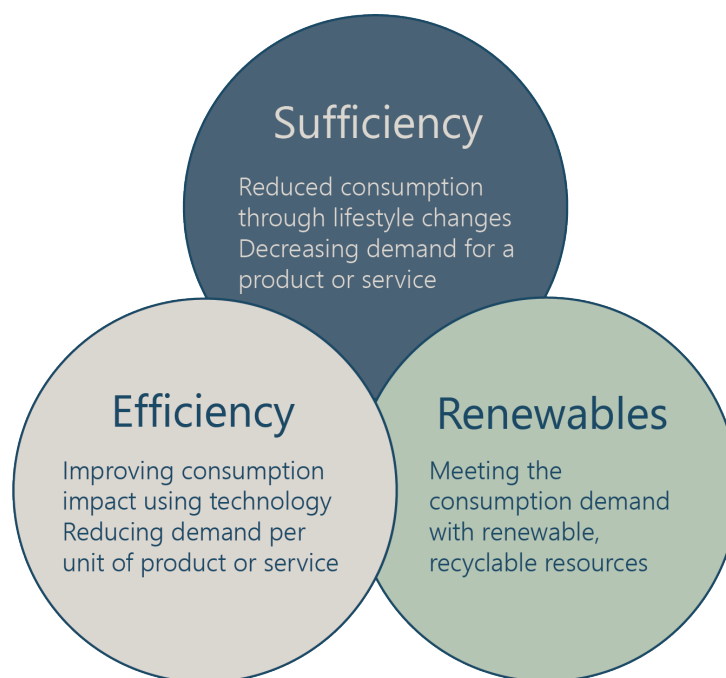 Sufficiency
Reduced consumption
through lifestyle changes
Decreasing demand for a
product or service
Efficiency
Improving consumption
impact using technology
Reducing demand per
unit of product or service
Renewables
Meeting the
consumption demand
with renewable,
recyclable resources